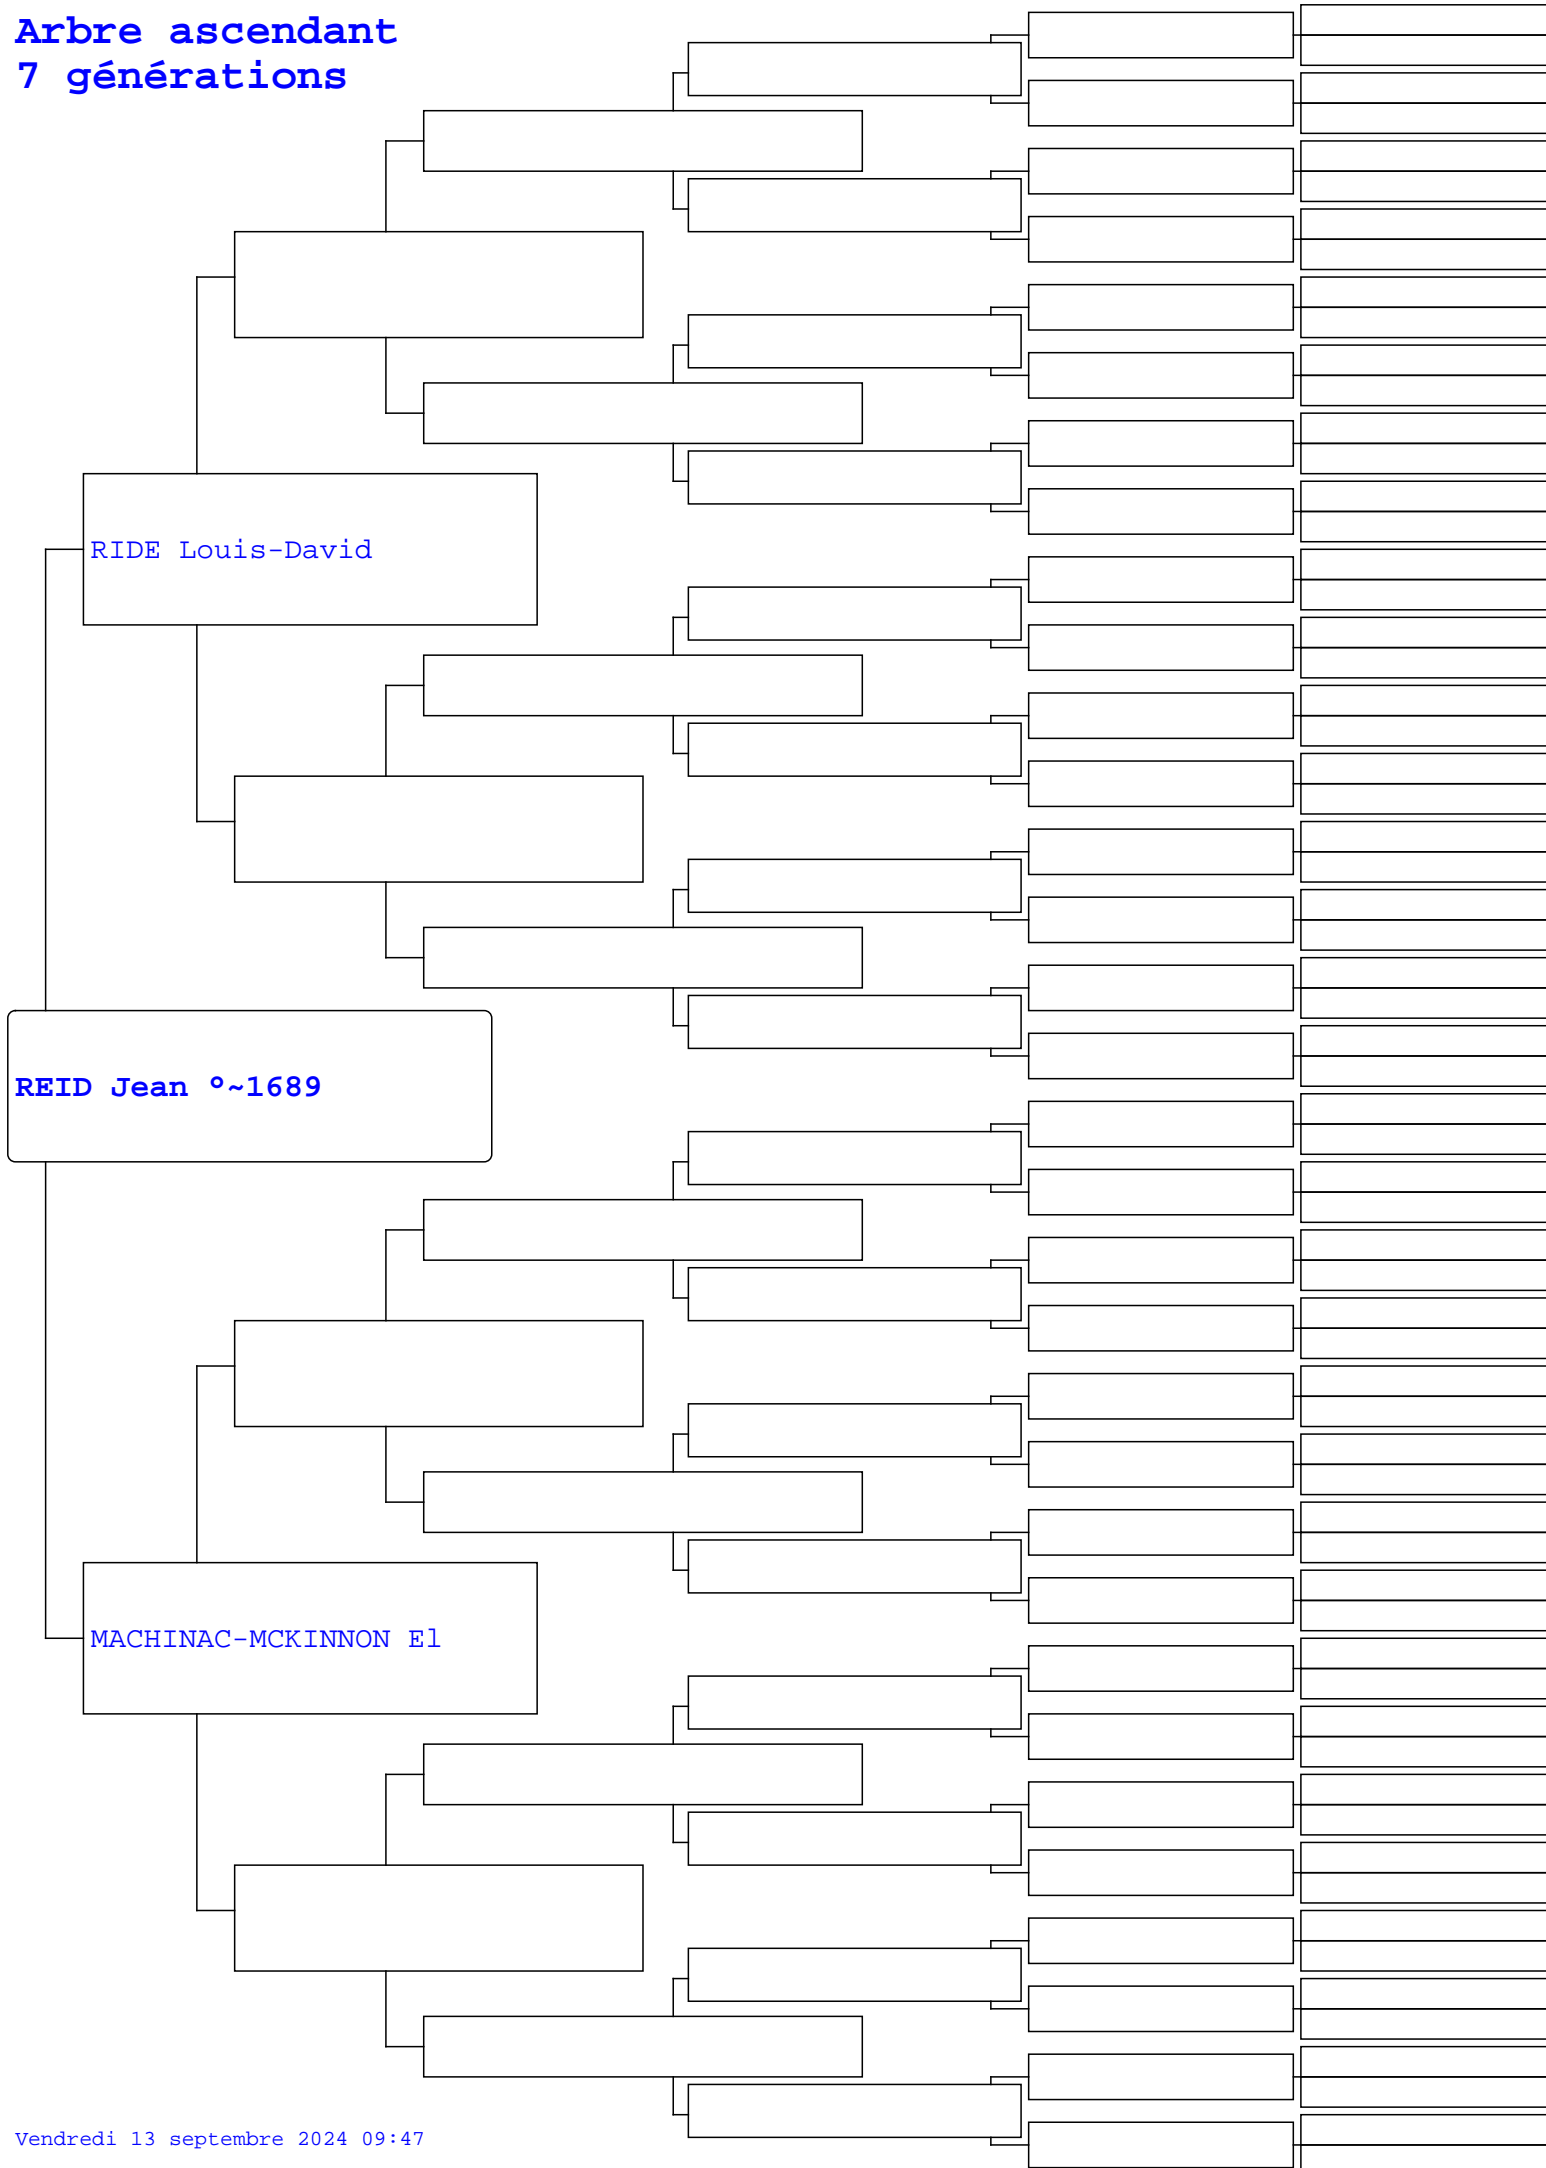 Arbre ascendant
7 générations
RIDE Louis-David
REID Jean °~1689
MACHINAC-MCKINNON El
Vendredi 13 septembre 2024 09:47